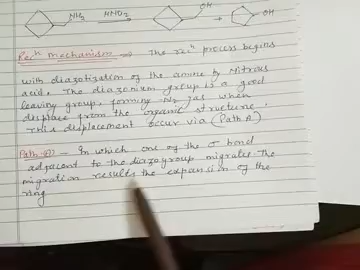 NH₂ HNO₂ → OH → OH
Recⁿ mechanism → The recⁿ process begins
with diazotization of the amine by Nitrous
acid. The diazonium group is a good
leaving group, forming N₂ gas when
displace from the organic structure.
This displacement occur via (Path A)
Path (A) - In which one of the σ bond
adjacent to the diazo group migrates. The
migration results the expansion of the
ring